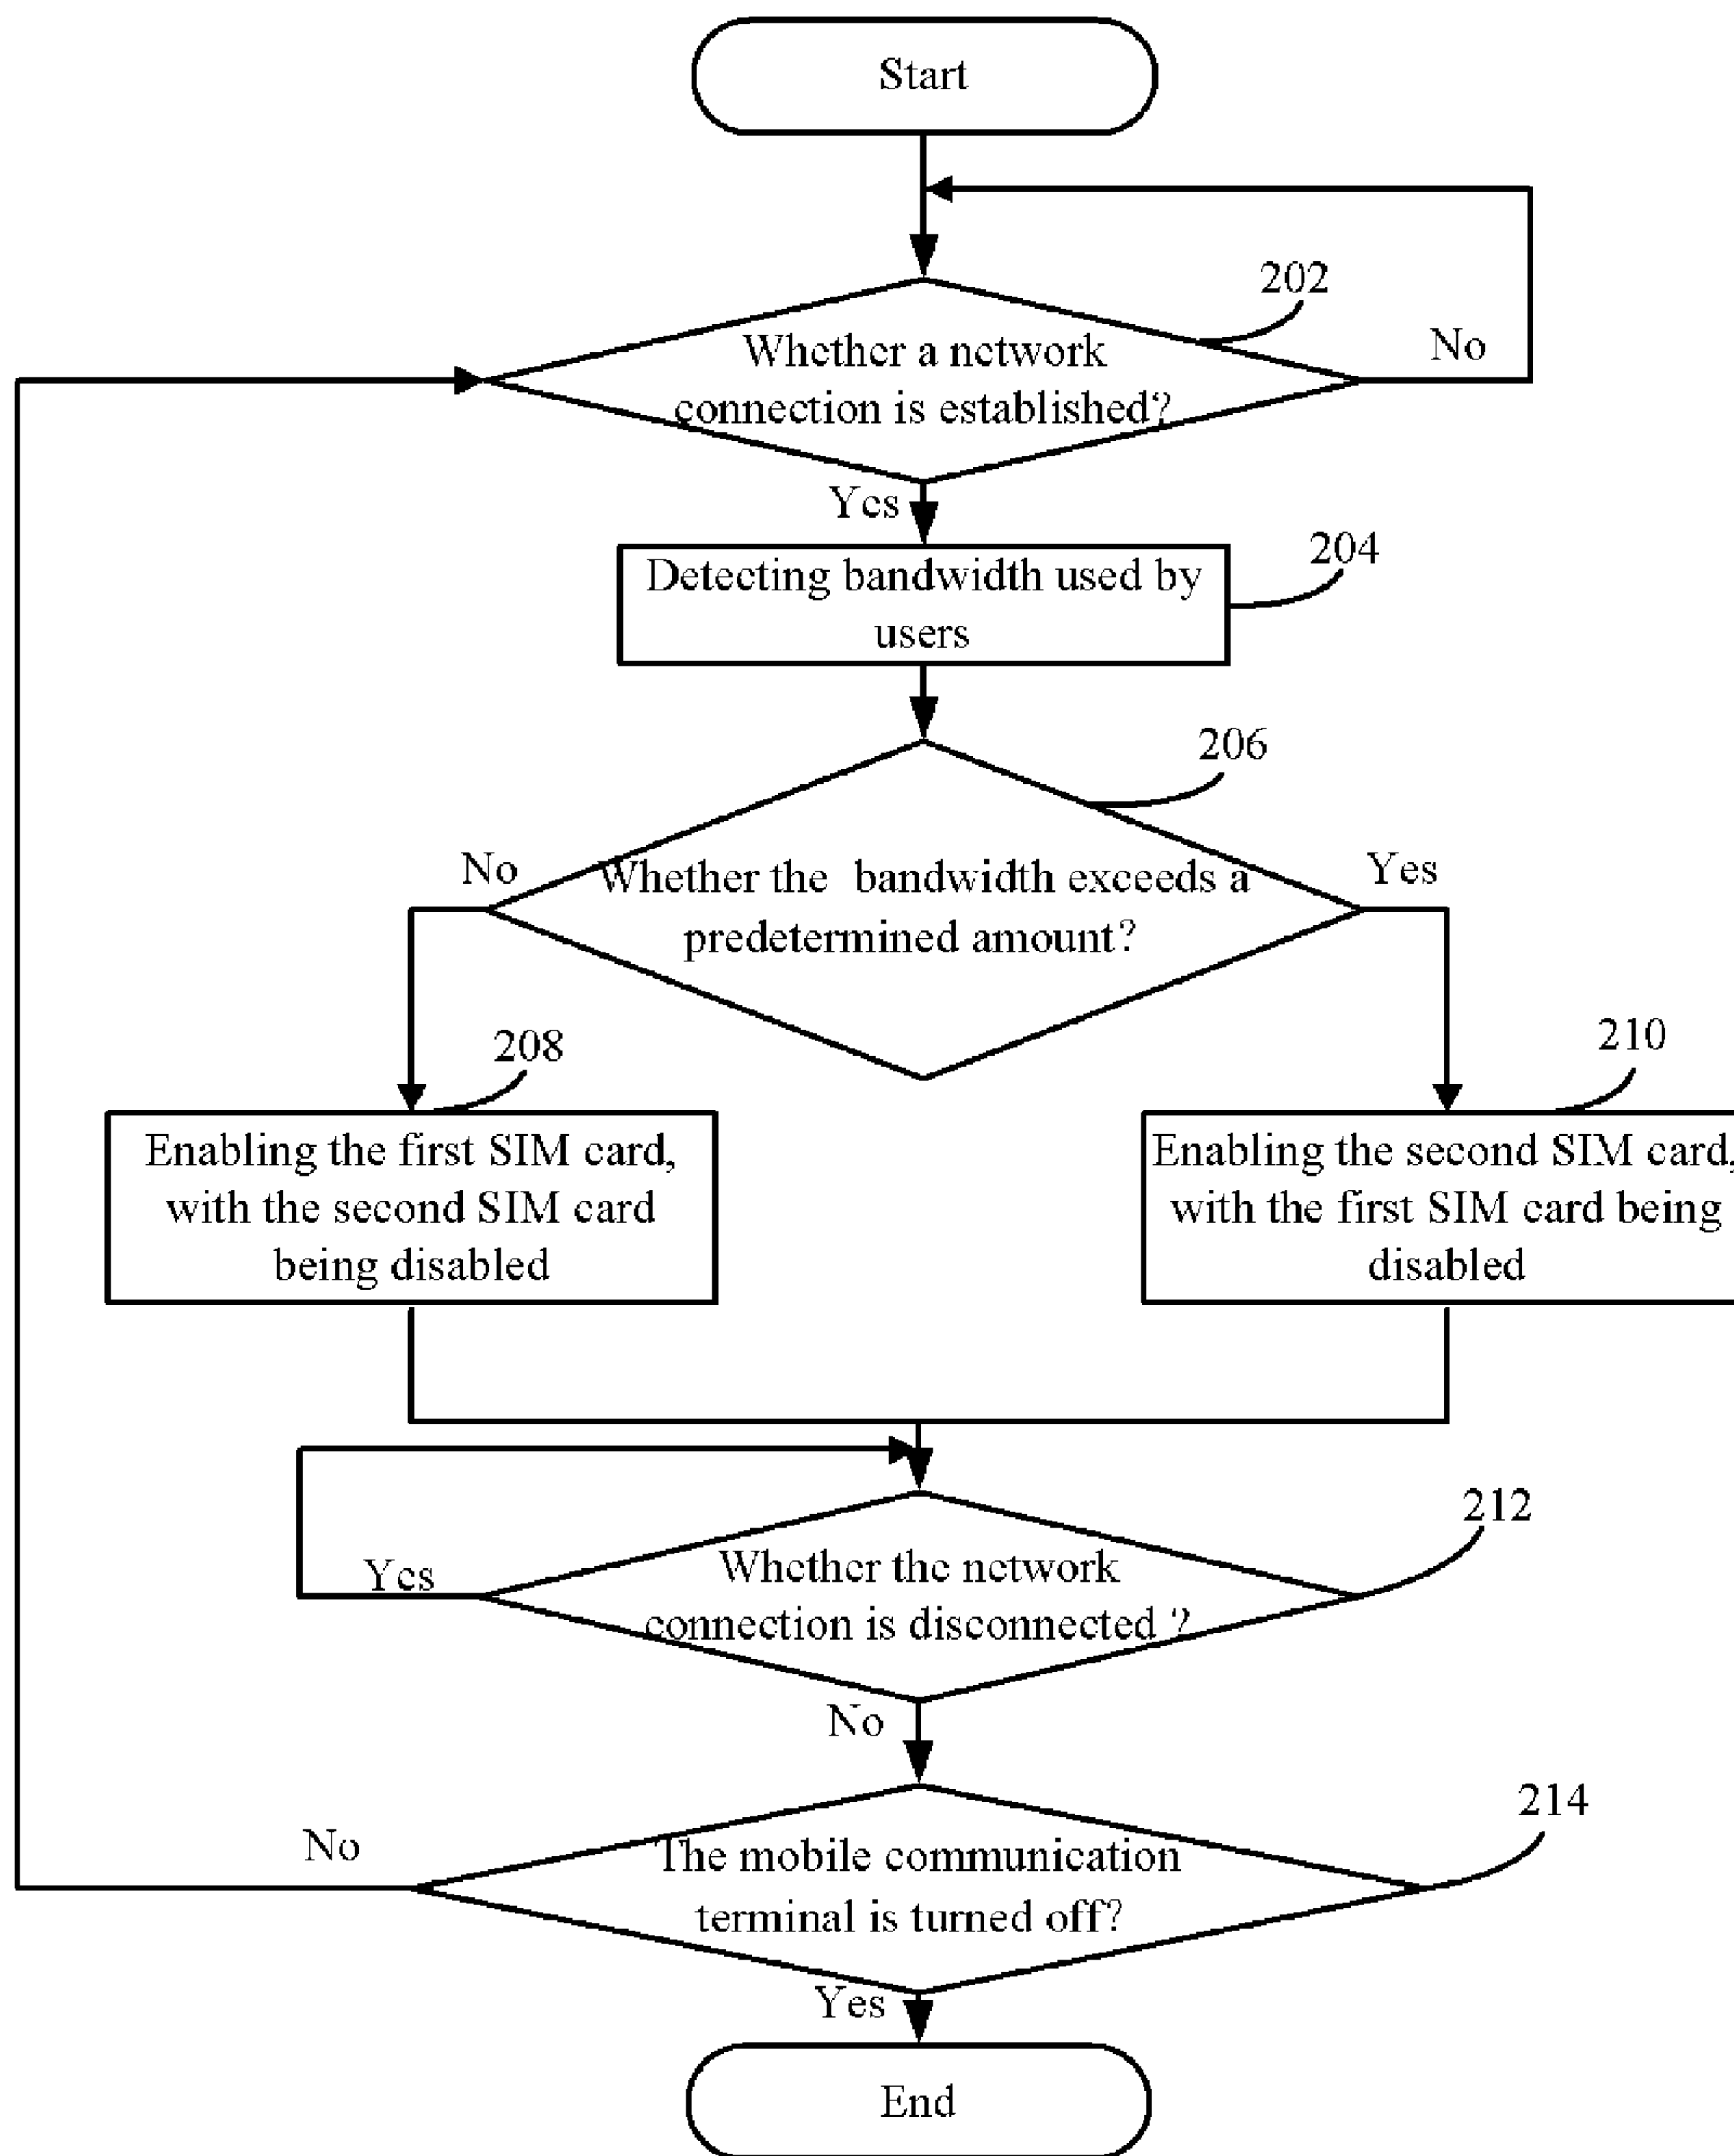 Start
202
Whether a network
connection is established?
No
Yes
Detecting bandwidth used by
users
204
206
No
Whether the bandwidth exceeds a
predetermined amount?
Yes
208
210
Enabling the first SIM card,
with the second SIM card
being disabled
Enabling the second SIM card,
with the first SIM card being
disabled
212
Yes
Whether the network
connection is disconnected ?
No
214
No
The mobile communication
terminal is turned off?
Yes
End